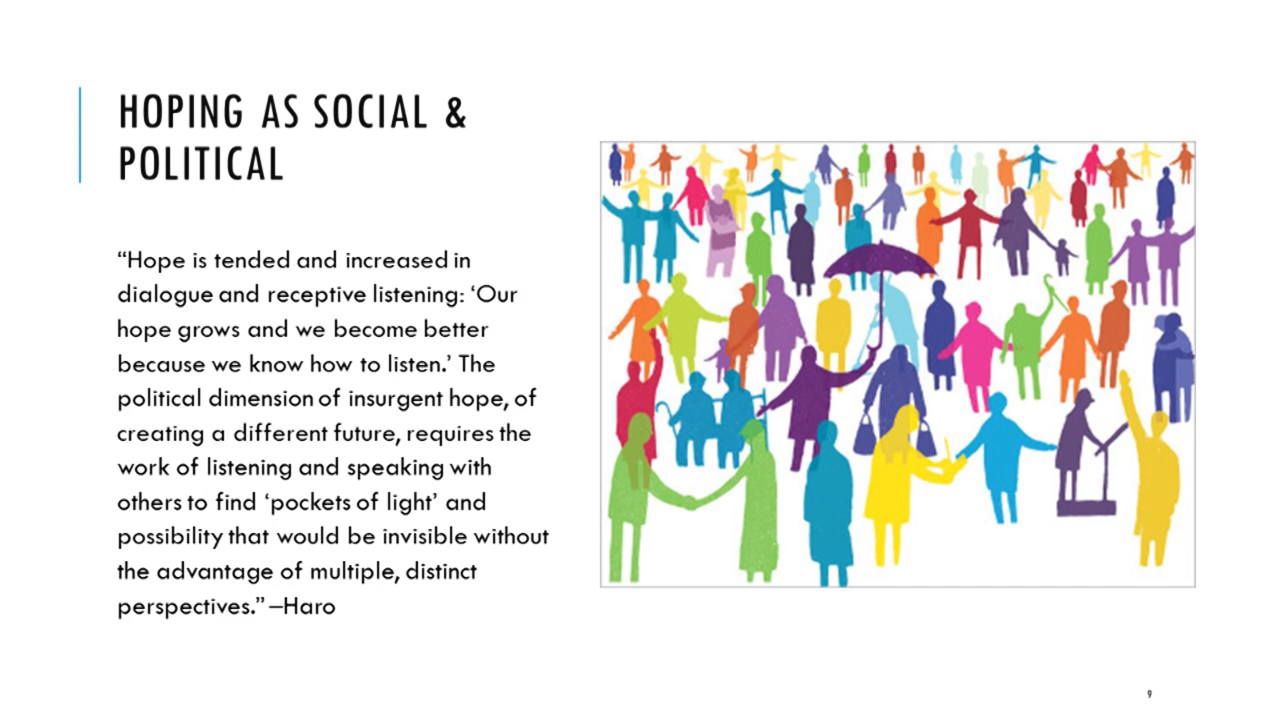 HOPING AS SOCIAL &
POLITICAL
“Hope is tended and increased in
dialogue and receptive listening: ‘Our
hope grows and we become better
because we know how to listen.’ The
political dimension of insurgent hope, of
creating a different future, requires the
work of listening and speaking with
others to find ‘pockets of light’ and
possibility that would be invisible without
the advantage of multiple, distinct
perspectives.” –Haro
9